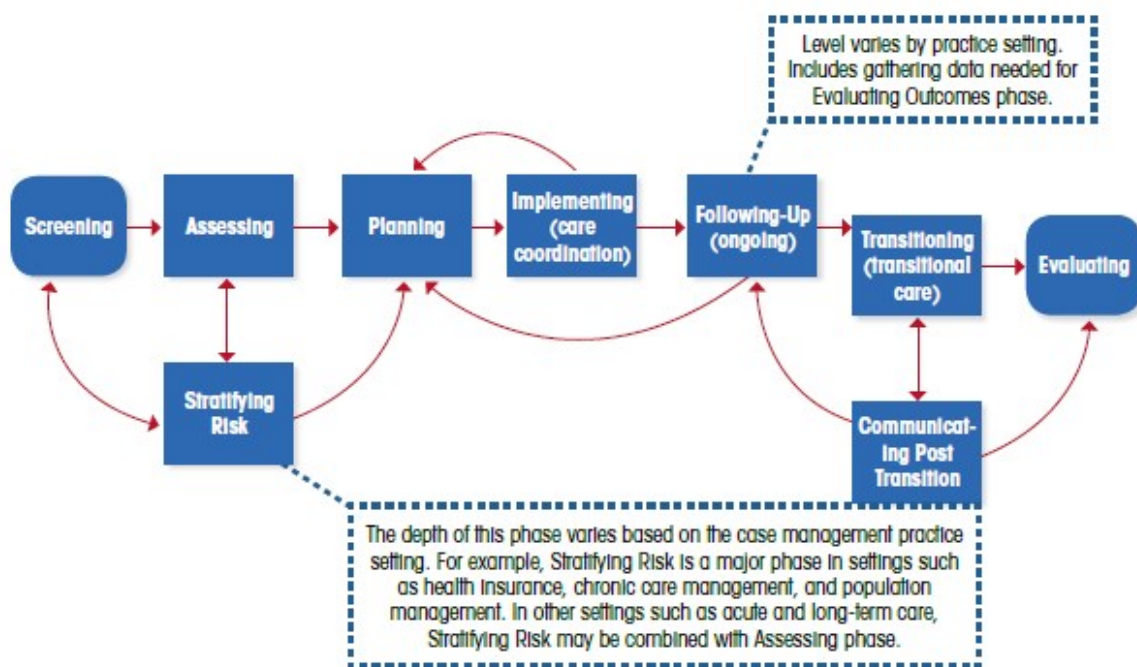 Level varies by practice setting.
Includes gathering data needed for
Evaluating Outcomes phase.
Screening
Assessing
Planning
Implementing
(care
coordination)
Following-Up
(ongoing)
Transitioning
(transitional
care)
Evaluating
Stratifying
Risk
Communicat-
ing Post
Transition
The depth of this phase varies based on the case management practice
setting. For example, Stratifying Risk is a major phase in settings such
as health insurance, chronic care management, and population
management. In other settings such as acute and long-term care,
Stratifying Risk may be combined with Assessing phase.